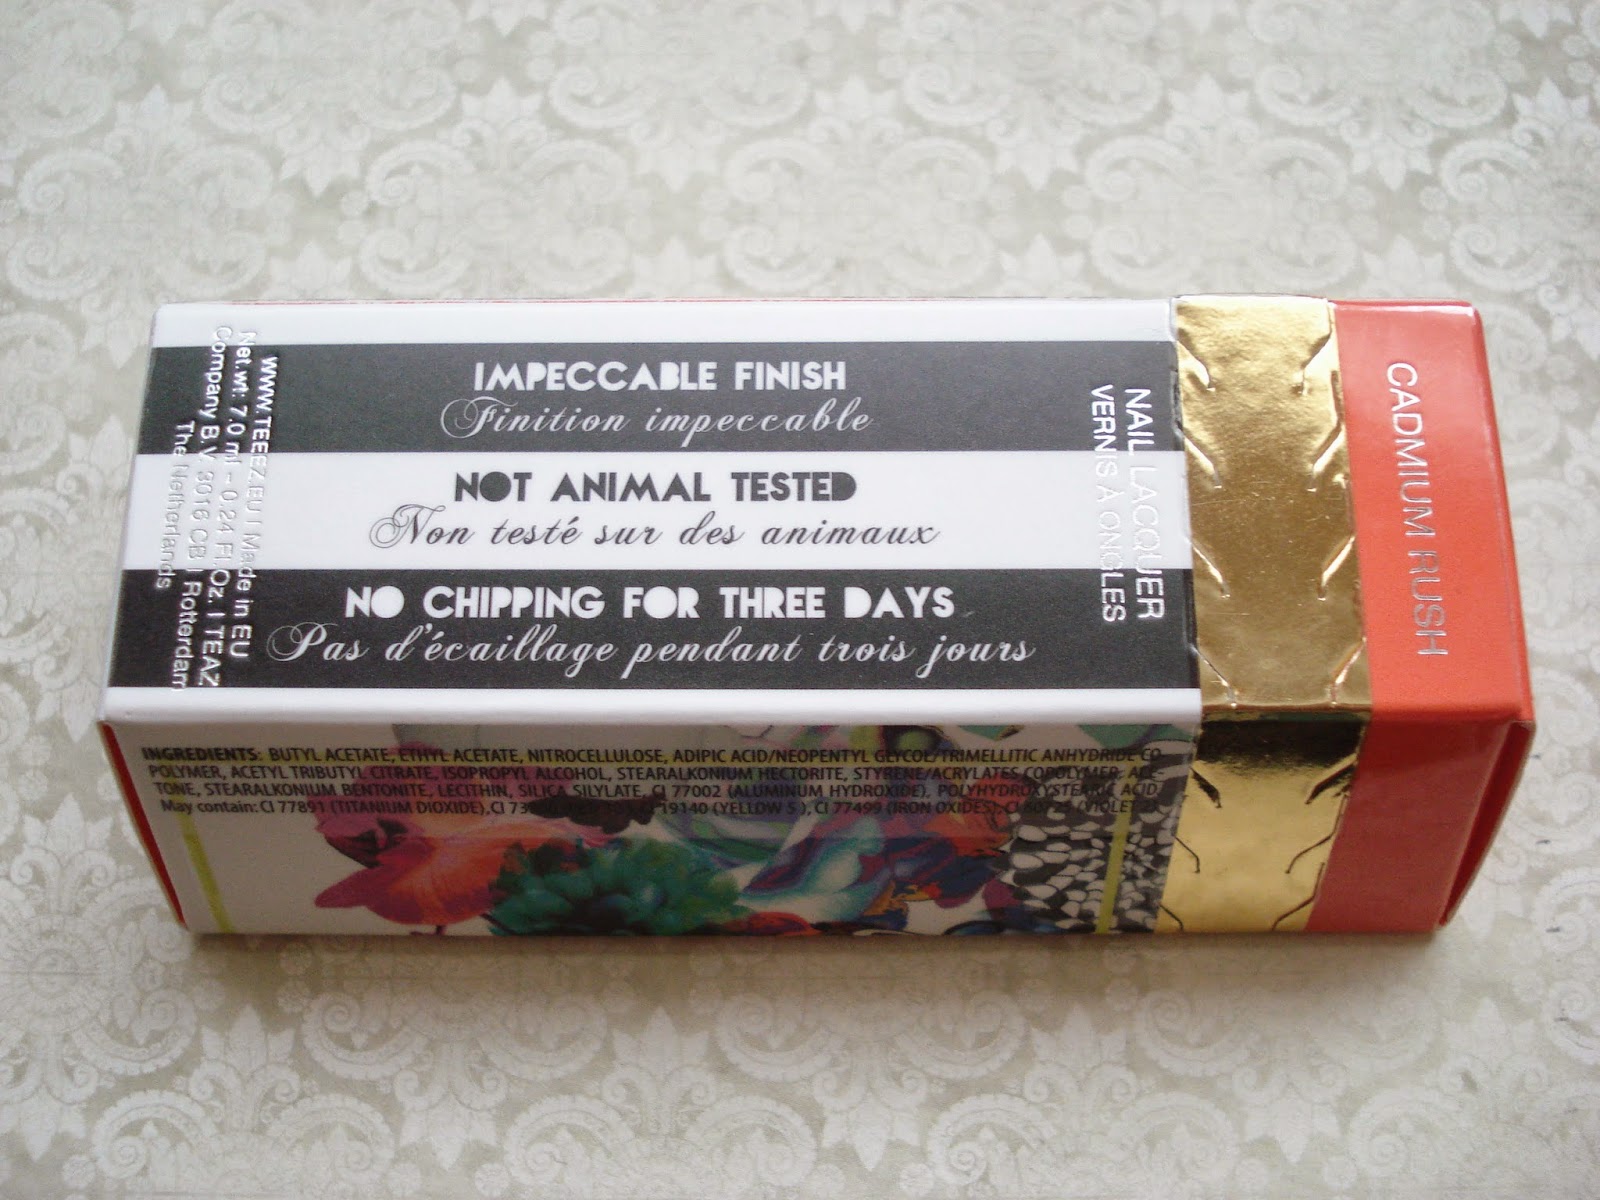 IMPECCABLE FINISH
Finition impeccable
NOT ANIMAL TESTED
Non testé sur des animaux
NO CHIPPING FOR THREE DAYS
Pas d'écaillage pendant trois jours
NAIL LACQUER
VERNIS À ONGLES
CADMIUM RUSH
WWW.TEEEZ.EU | Made in EU
Net.wt: 7.0 ml - 0.24 Fl.Oz. | TEAZ
Company B.V. 3016 CB | Rotterdam
The Netherlands
INGREDIENTS: BUTYL ACETATE, ETHYL ACETATE, NITROCELLULOSE, ADIPIC ACID/NEOPENTYL GLYCOL/TRIMELLITIC ANHYDRIDE CO
POLYMER, ACETYL TRIBUTYL CITRATE, ISOPROPYL ALCOHOL, STEARALKONIUM HECTORITE, STYRENE/ACRYLATES COPOLYMER, ACE-
TONE, STEARALKONIUM BENTONITE, LECITHIN, SILICA SILYLATE, CI 77002 (ALUMINUM HYDROXIDE), POLYHYDROXYSTEARIC ACID.
May contain: CI 77891 (TITANIUM DIOXIDE), CI 19140 (YELLOW 5 ), CI 77499 (IRON OXIDES), CI 60725 (VIOLET 2)